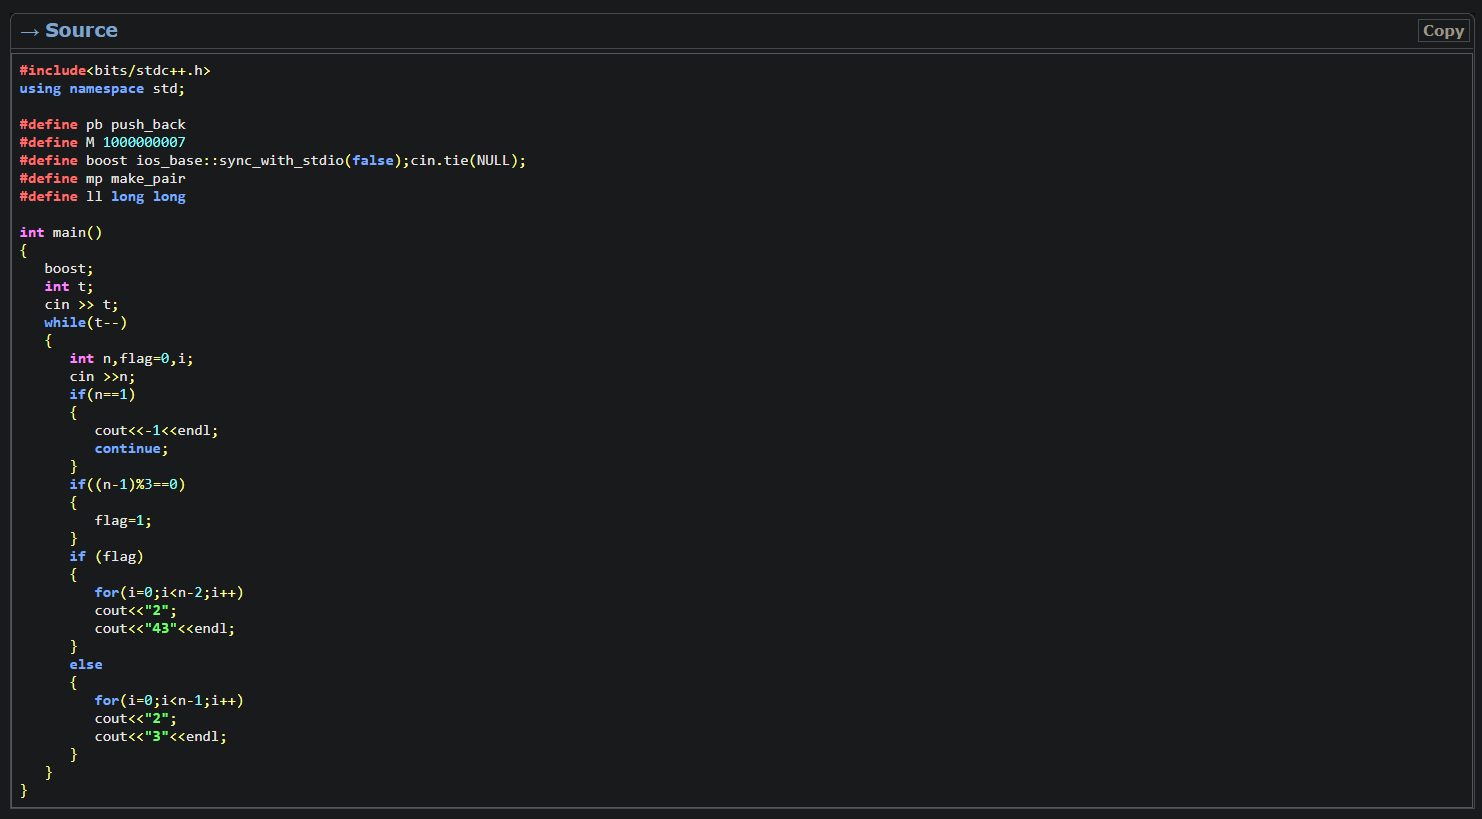 → Source
Copy
#include<bits/stdc++.h>
using namespace std;

#define pb push_back
#define M 1000000007
#define boost ios_base::sync_with_stdio(false);cin.tie(NULL);
#define mp make_pair
#define ll long long

int main()
{
   boost;
   int t;
   cin >> t;
   while(t--)
   {
      int n,flag=0,i;
      cin >>n;
      if(n==1)
      {
         cout<<-1<<endl;
         continue;
      }
      if((n-1)%3==0)
      {
         flag=1;
      }
      if (flag)
      {
         for(i=0;i<n-2;i++)
         cout<<"2";
         cout<<"43"<<endl;
      }
      else
      {
         for(i=0;i<n-1;i++)
         cout<<"2";
         cout<<"3"<<endl;
      }
   }
}